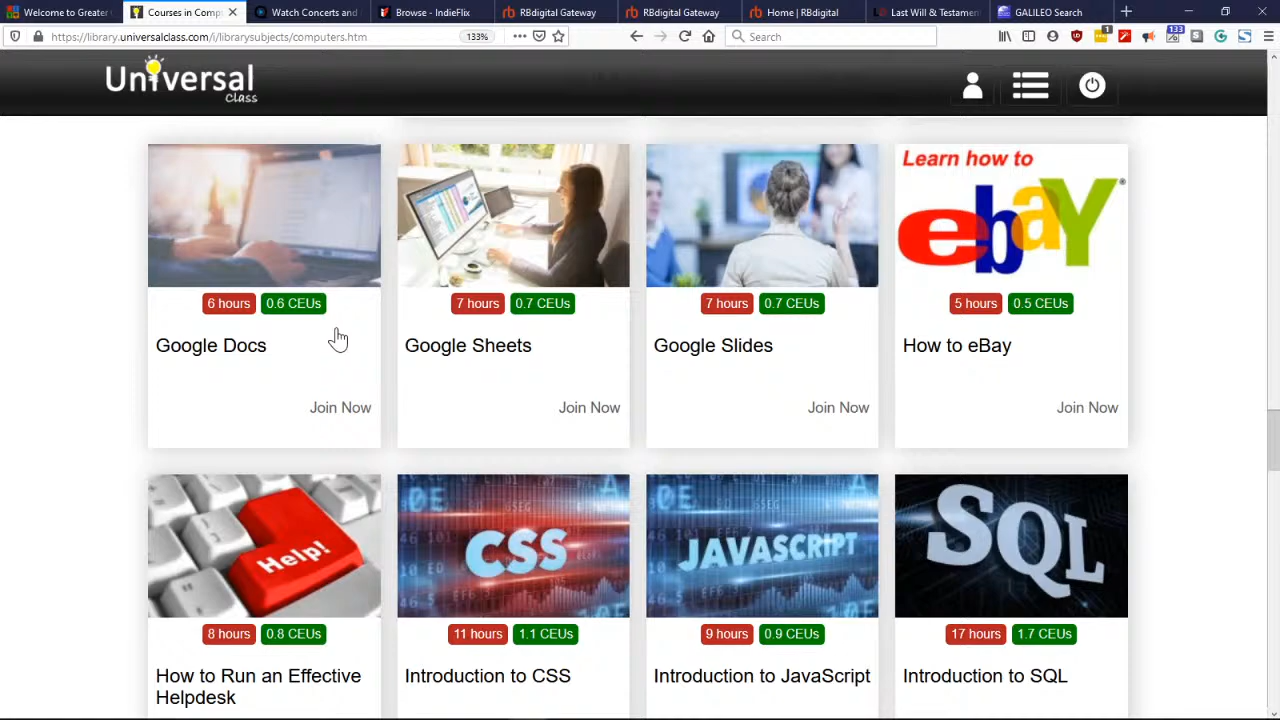 Welcome to Greater
Courses in Comp
Watch Concerts and
Browse - IndieFlix
RBdigital Gateway
RBdigital Gateway
Home | RBdigital
Last Will & Testament
GALILEO Search
https://library.universalclass.com/i/librarysubjects/computers.htm
133%
Search
1
133
Universal
Class
Learn how to
ebay®
6 hours 0.6 CEUs
7 hours 0.7 CEUs
7 hours 0.7 CEUs
5 hours 0.5 CEUs
Google Docs
Google Sheets
Google Slides
How to eBay
Join Now
Join Now
Join Now
Join Now
Help!
CSS
JAVASCRIPT
SQL
8 hours 0.8 CEUs
11 hours 1.1 CEUs
9 hours 0.9 CEUs
17 hours 1.7 CEUs
How to Run an Effective
Helpdesk
Introduction to CSS
Introduction to JavaScript
Introduction to SQL